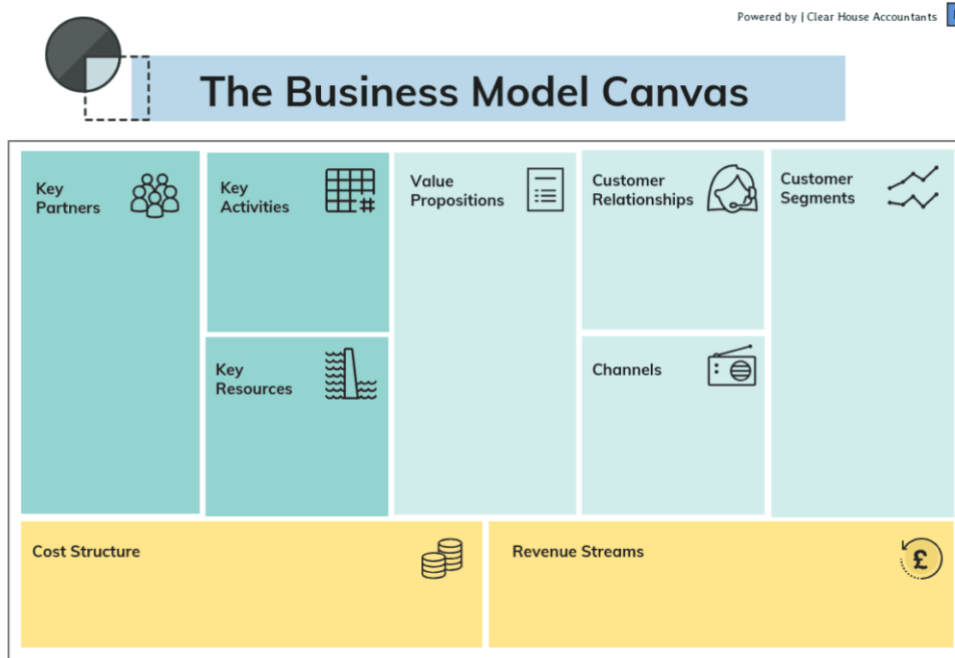 Powered by | Clear House Accountants
The Business Model Canvas
Key
Partners
Key
Activities
Key
Resources
Value
Propositions
Customer
Relationships
Channels
Customer
Segments
Cost Structure
Revenue Streams
£